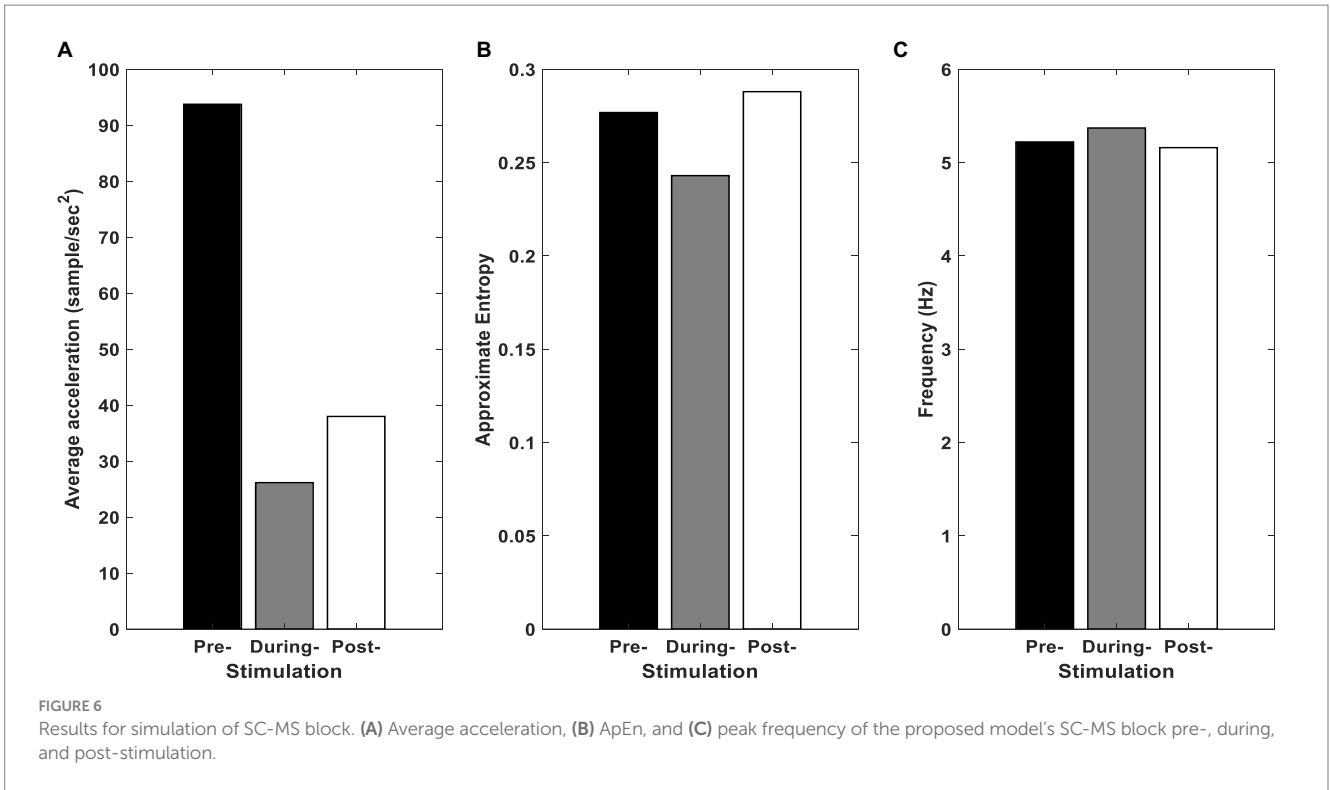 A
100
90
80
70
60
50
40
30
20
10
0
Average acceleration (sample/sec²)
Pre- During- Post-
Stimulation
B
0.3
0.25
0.2
0.15
0.1
0.05
0
Approximate Entropy
Pre- During- Post-
Stimulation
C
6
5
4
3
2
1
0
Frequency (Hz)
Pre- During- Post-
Stimulation
FIGURE 6
Results for simulation of SC-MS block. (A) Average acceleration, (B) ApEn, and (C) peak frequency of the proposed model's SC-MS block pre-, during,
and post-stimulation.